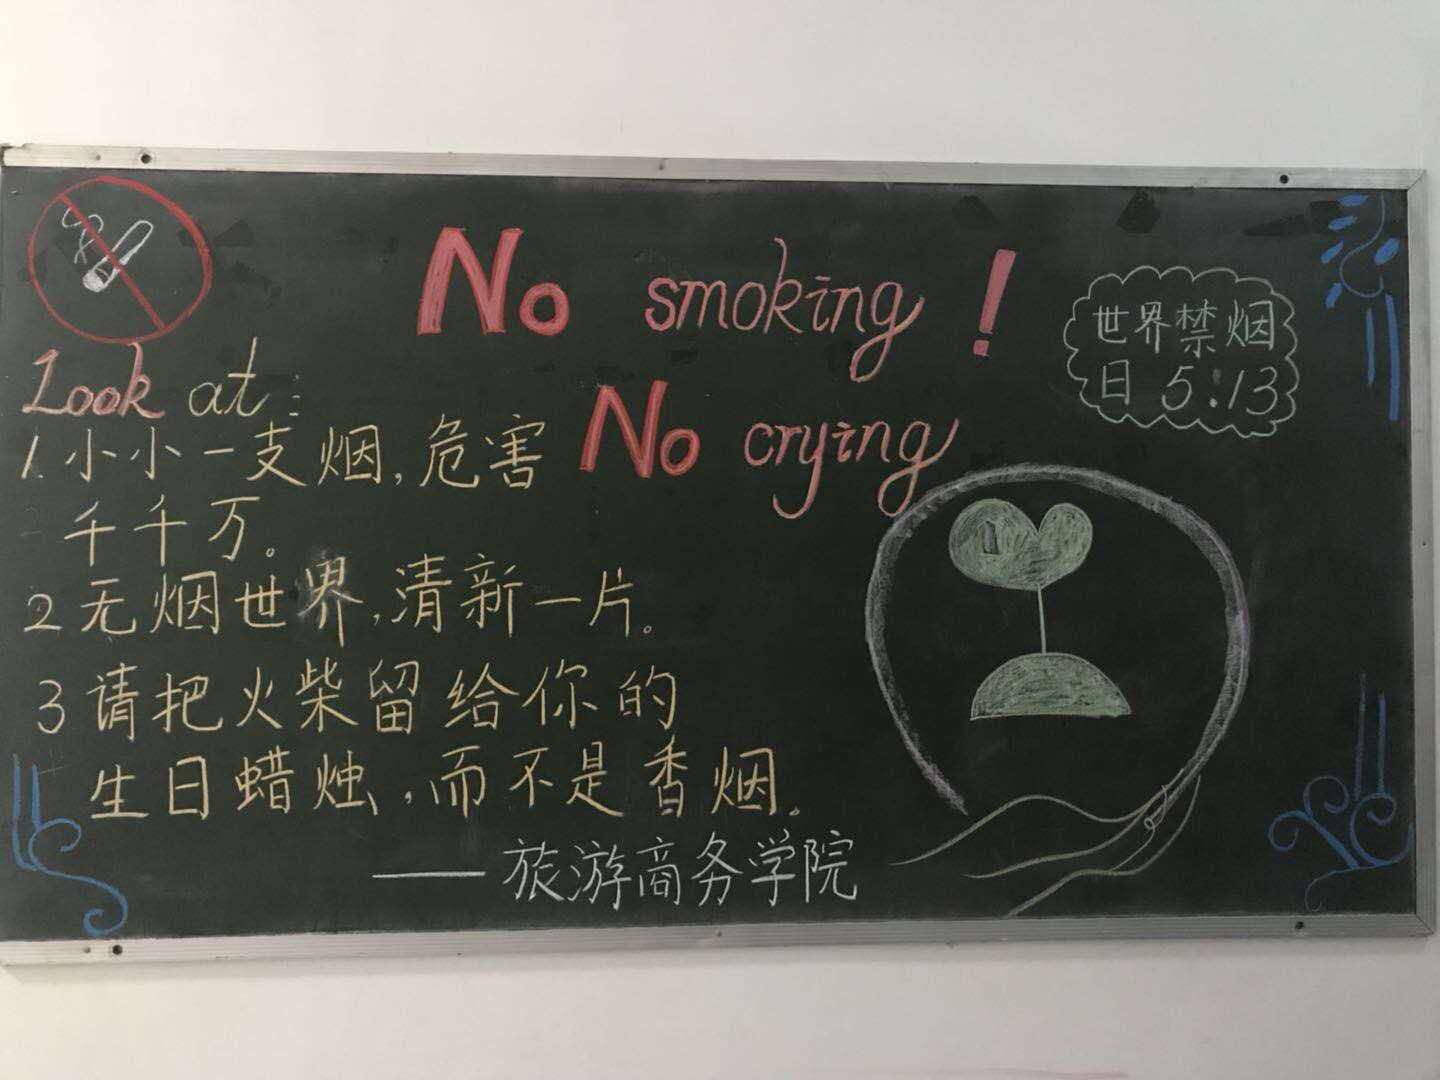 No smoking!
No crying
世界禁烟
日 5:13
Look at:
1.小小一支烟,危害
千千万。
2 无烟世界,清新一片。
3 请把火柴留给你的
生日蜡烛,而不是香烟。
——旅游商务学院